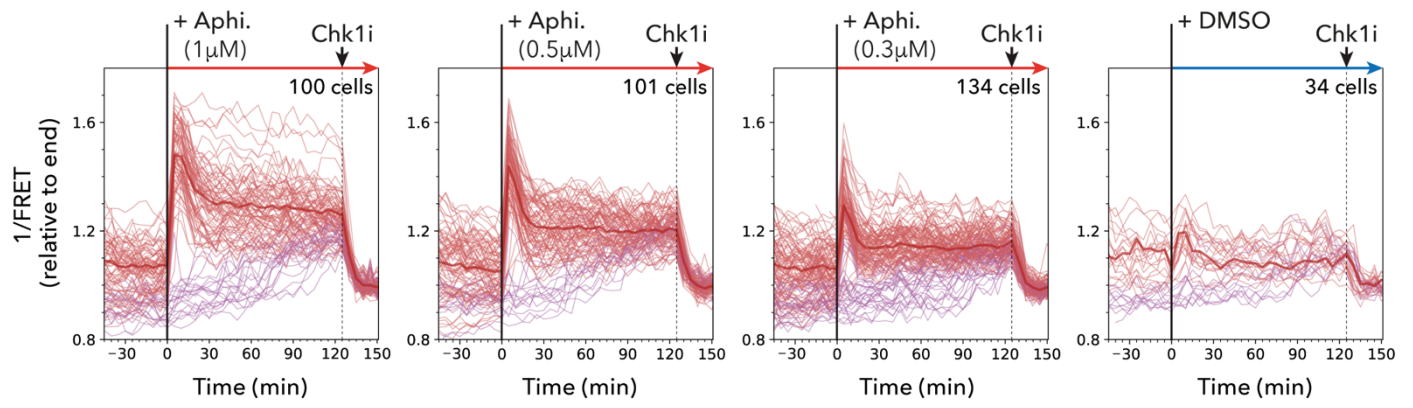 + Aphi.
(1μM)
Chk1i
100 cells
+ Aphi.
(0.5μM)
Chk1i
101 cells
+ Aphi.
(0.3μM)
Chk1i
134 cells
+ DMSO
Chk1i
34 cells
1/FRET
(relative to end)
1.6
1.4
1.2
1.0
0.8
−30 0 30 60 90 120 150
Time (min)
1.6
1.2
0.8
−30 0 30 60 90 120 150
Time (min)
1.6
1.2
0.8
−30 0 30 60 90 120 150
Time (min)
1.6
1.2
0.8
−30 0 30 60 90 120 150
Time (min)